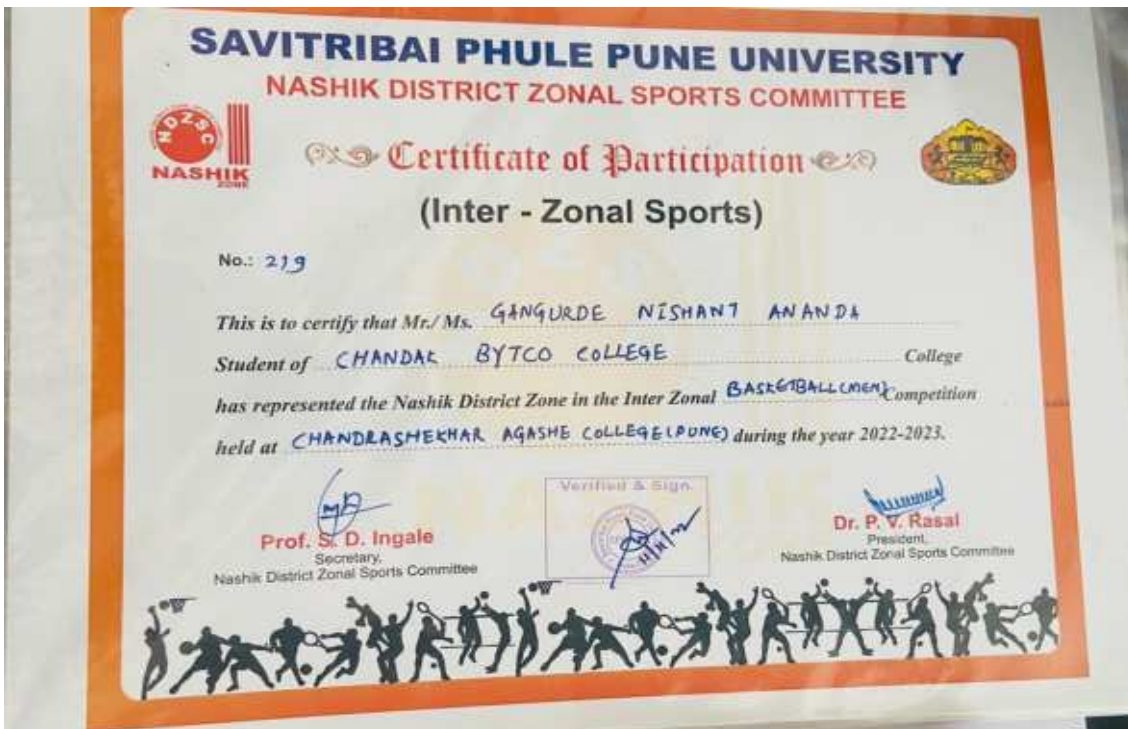 SAVITRIBAI PHULE PUNE UNIVERSITY
NASHIK DISTRICT ZONAL SPORTS COMMITTEE
NDZSC
NASHIK
ZONE
Certificate of Participation
(Inter - Zonal Sports)
No.: 219
This is to certify that Mr./ Ms. GANGURDE NISHANT ANANDA
Student of CHANDAK BYTCO COLLEGE College
has represented the Nashik District Zone in the Inter Zonal BASKETBALL (MEN) Competition
held at CHANDRASHEKHAR AGASHE COLLEGE (PUNE) during the year 2022-2023.
Verified & Sign.
Prof. S. D. Ingale
Secretary,
Nashik District Zonal Sports Committee
Dr. P. V. Rasal
President,
Nashik District Zonal Sports Committee